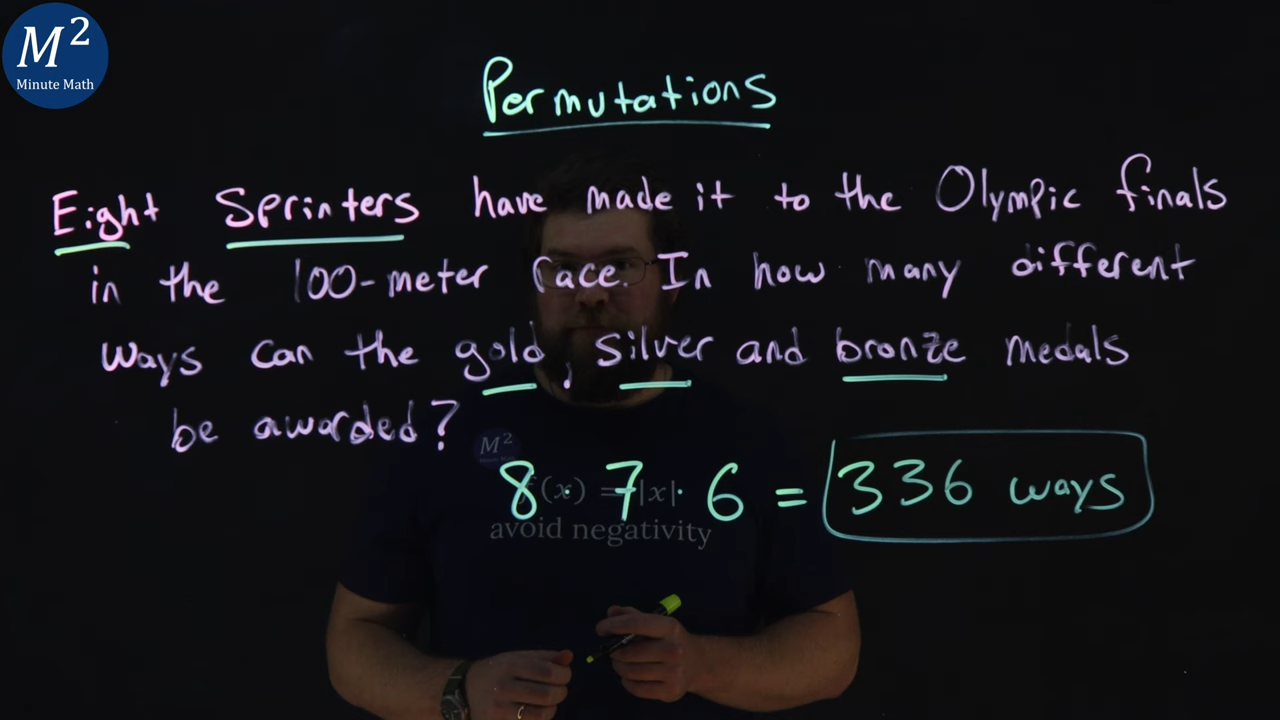 M²
Minute Math
Permutations
Eight Sprinters have made it to the Olympic finals
in the 100-meter race. In how many different
ways can the gold, silver and bronze medals
be awarded?
M²
8 · 7 · 6 = 336 ways
f(x) = |x|
avoid negativity